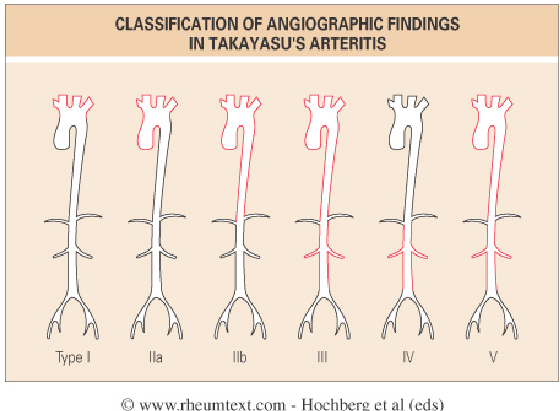 CLASSIFICATION OF ANGIOGRAPHIC FINDINGS
IN TAKAYASU'S ARTERITIS
Type I IIa IIb III IV V
© www.rheumtext.com - Hochberg et al (eds)